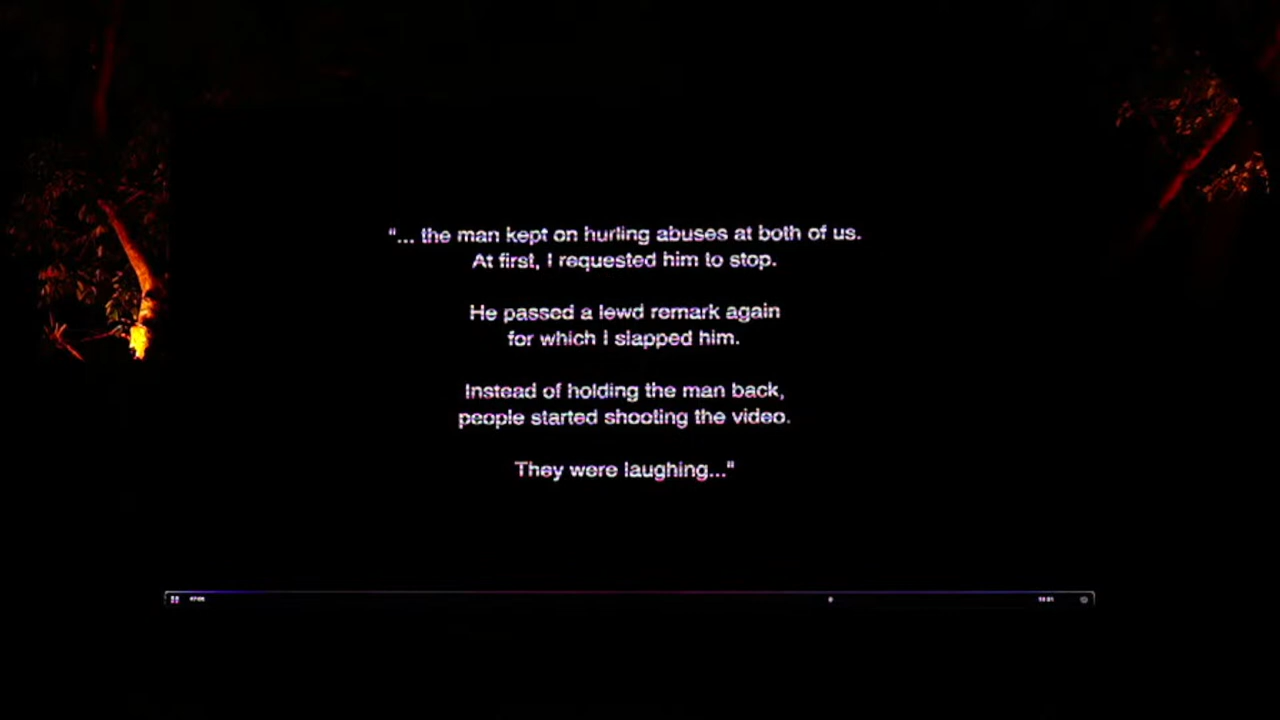 "... the man kept on hurling abuses at both of us.
At first, I requested him to stop.
He passed a lewd remark again
for which I slapped him.
Instead of holding the man back,
people started shooting the video.
They were laughing..."